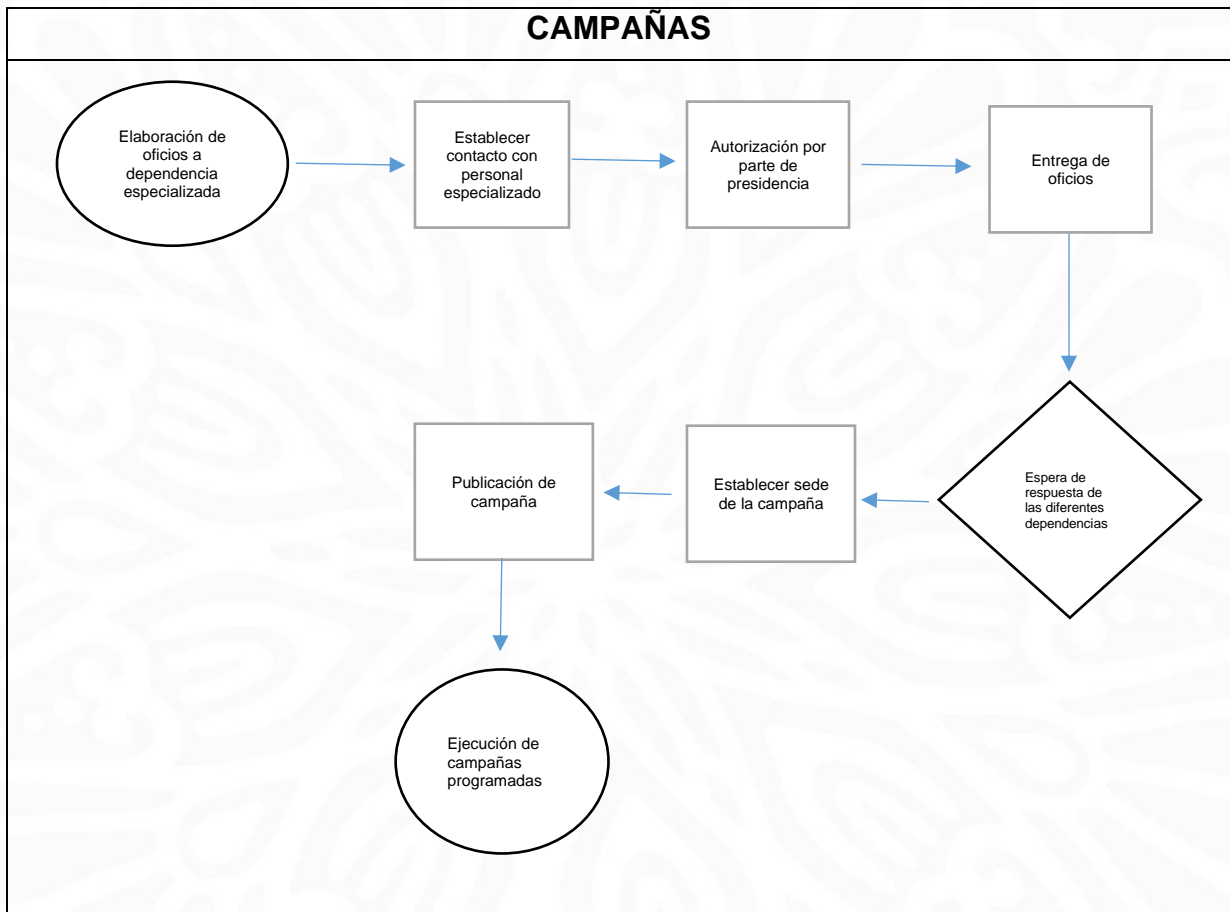 CAMPAÑAS
Elaboración de
oficios a
dependencia
especializada
Establecer
contacto con
personal
especializado
Autorización por
parte de
presidencia
Entrega de
oficios
Espera de
respuesta de
las diferentes
dependencias
Establecer sede
de la campaña
Publicación de
campaña
Ejecución de
campañas
programadas